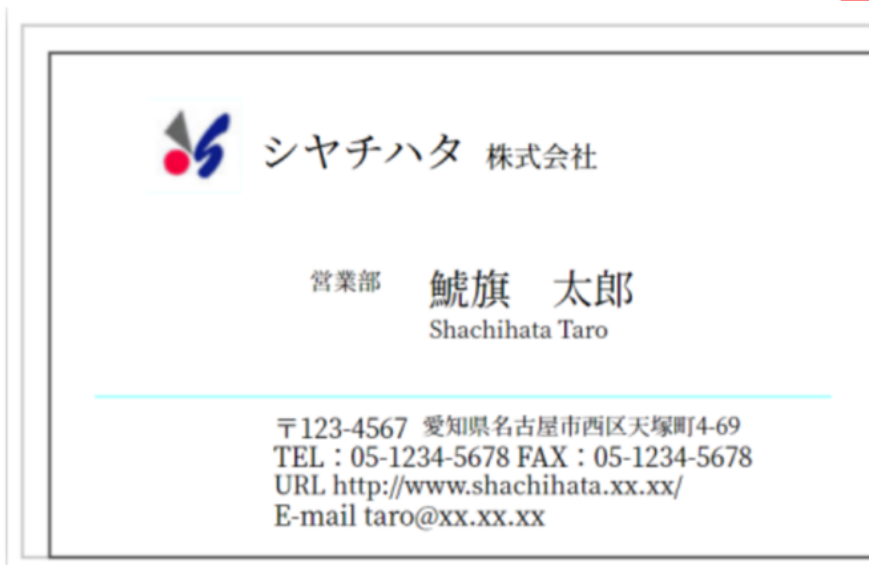 シヤチハタ 株式会社
営業部 鯱旗　太郎
Shachihata Taro
〒123-4567 愛知県名古屋市西区天塚町4-69
TEL：05-1234-5678 FAX：05-1234-5678
URL http://www.shachihata.xx.xx/
E-mail taro@xx.xx.xx